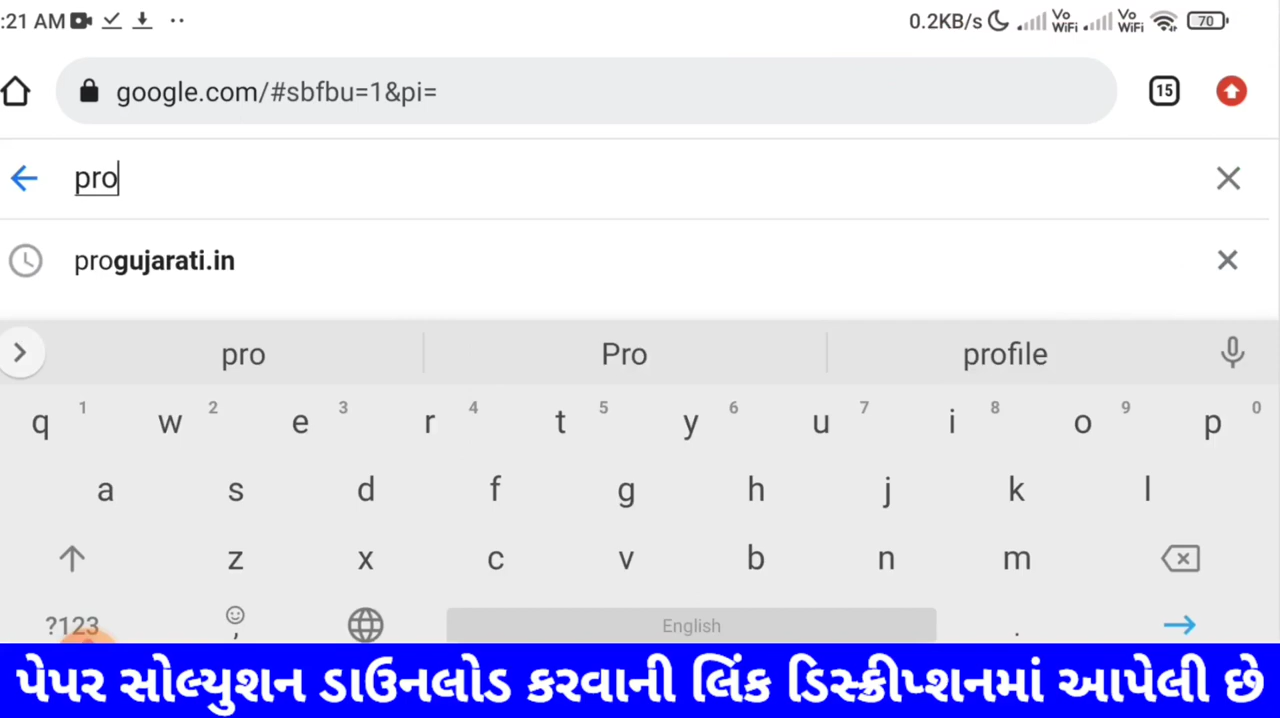 :21 AM 0.2KB/s Vo WiFi Vo WiFi 70
google.com/#sbfbu=1&pi= 15
pro
progujarati.in
pro Pro profile
q 1 w 2 e 3 r 4 t 5 y 6 u 7 i 8 o 9 p 0
a s d f g h j k l
z x c v b n m
?123 , English .
પેપર સોલ્યુશન ડાઉનલોડ કરવાની લિંક ડિસ્ક્રીપ્શનમાં આપેલી છે